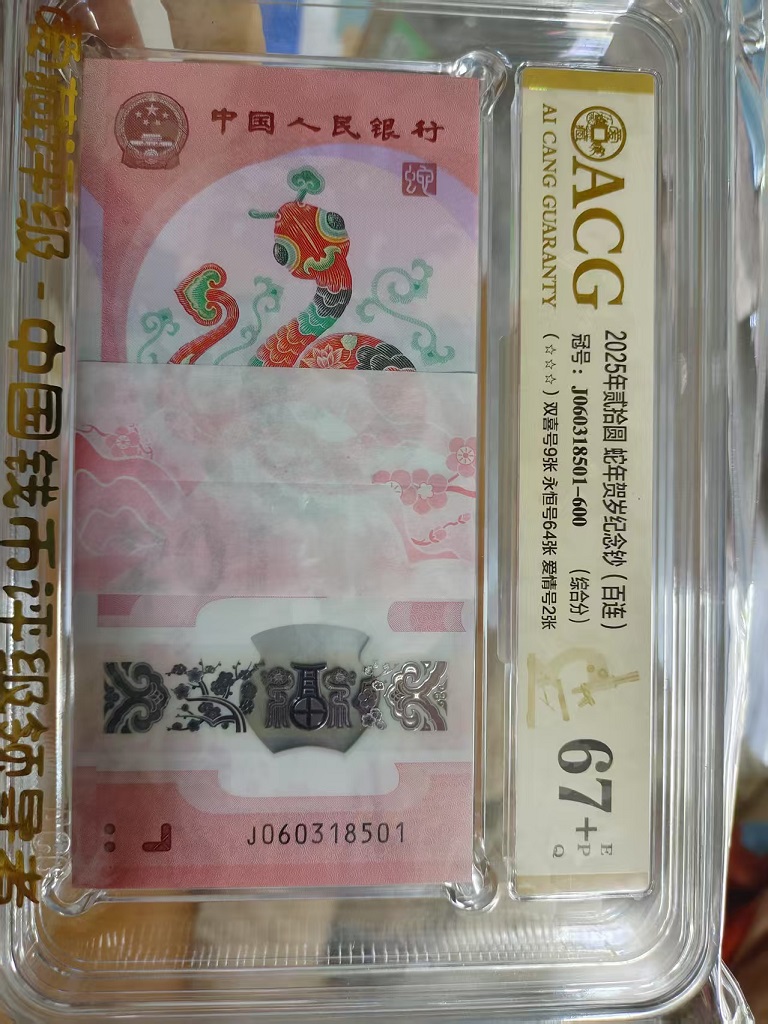 爱藏评级 - 中国钱币评级领导者
中国人民银行
蛇
J060318501
ACG
AI CANG GUARANTY
2025年贰拾圆 蛇年贺岁纪念钞 (百连)
冠号: J060318501-600 (综合分)
(☆☆☆) 双喜号9张 永恒号64张 爱情号2张
67+
E
P
Q